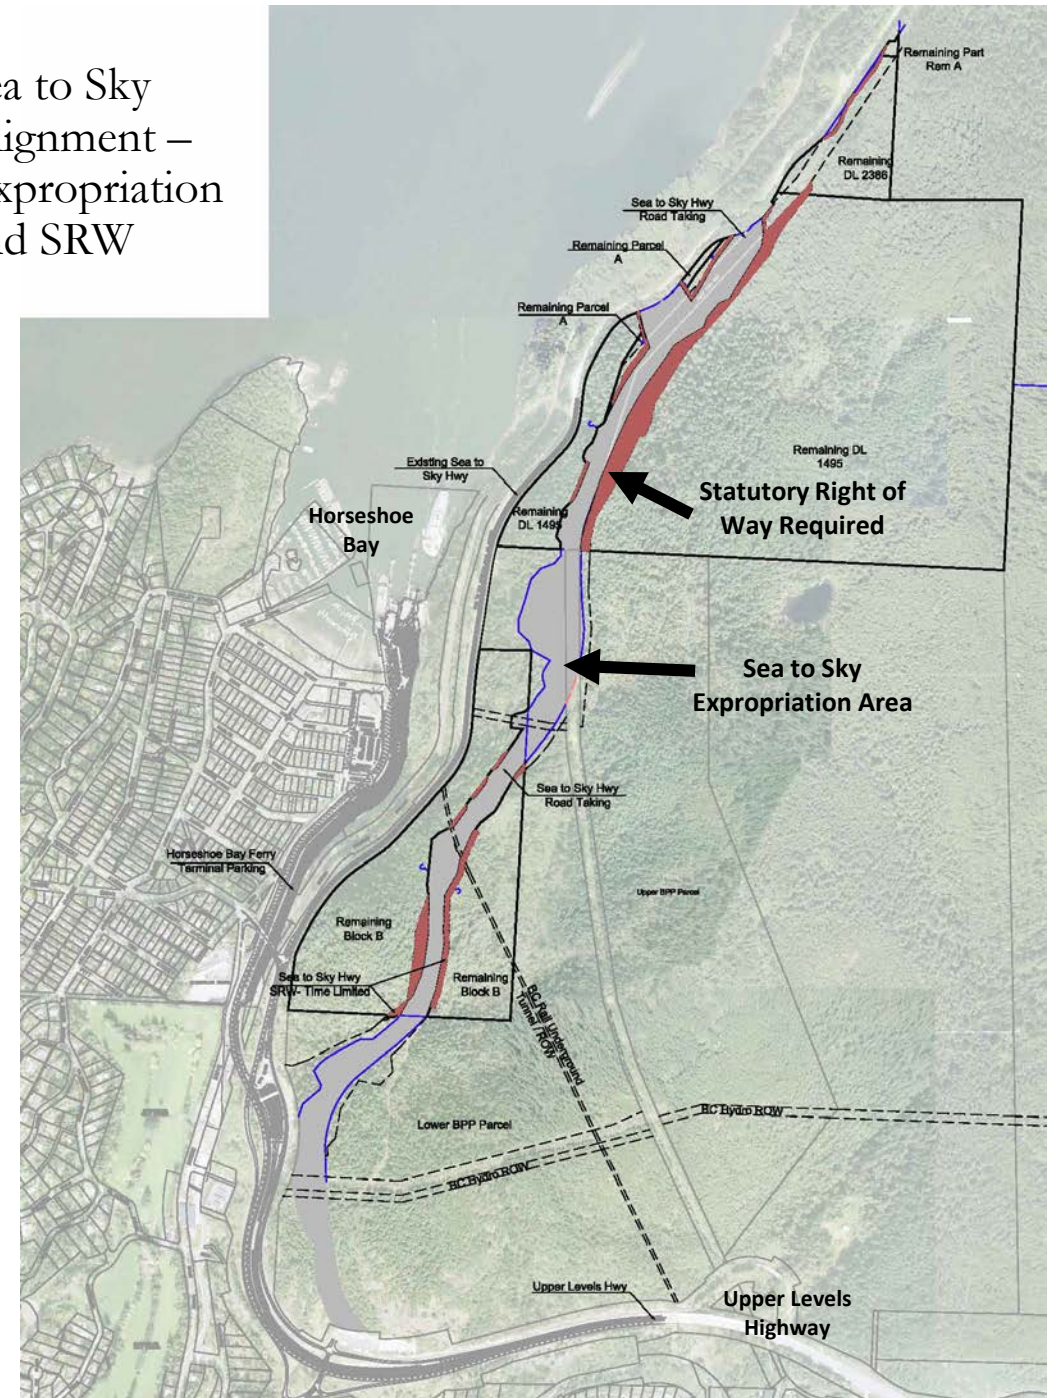 ea to Sky
lignment –
xpropriation
nd SRW
Remaining Part
Rem A
Remaining
DL 2386
Sea to Sky Hwy
Road Taking
Remaining Parcel
A
Remaining Parcel
A
Existing Sea to
Sky Hwy
Remaining DL
1495
Statutory Right of
Way Required
Remaining
DL 1495
Horseshoe
Bay
Sea to Sky
Expropriation Area
Sea to Sky Hwy
Road Taking
Horseshoe Bay Ferry
Terminal Parking
Upper BPP Parcel
Remaining
Block B
Sea to Sky Hwy
SRW- Time Limited
Remaining
Block B
BC Rail Underground
Tunnel / ROW
Lower BPP Parcel
BC Hydro ROW
BC Hydro ROW
Upper Levels Hwy
Upper Levels
Highway